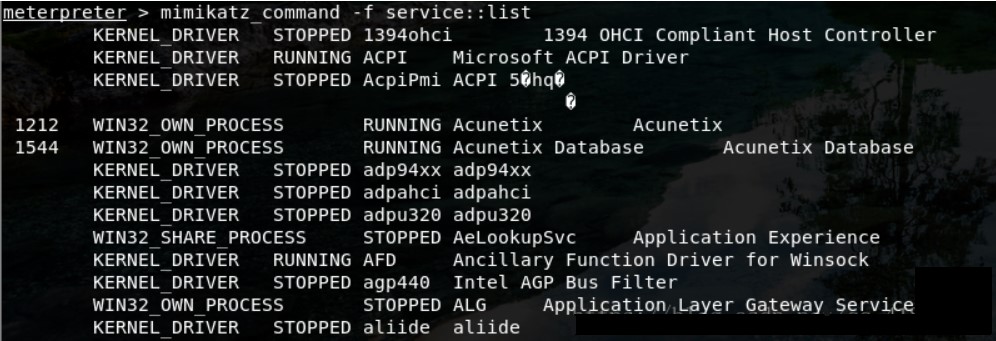 meterpreter > mimikatz_command -f service::list
KERNEL_DRIVER STOPPED 1394ohci 1394 OHCI Compliant Host Controller
KERNEL_DRIVER RUNNING ACPI Microsoft ACPI Driver
KERNEL_DRIVER STOPPED AcpiPmi ACPI 5�hq�
�
1212 WIN32_OWN_PROCESS RUNNING Acunetix Acunetix
1544 WIN32_OWN_PROCESS RUNNING Acunetix Database Acunetix Database
KERNEL_DRIVER STOPPED adp94xx adp94xx
KERNEL_DRIVER STOPPED adpahci adpahci
KERNEL_DRIVER STOPPED adpu320 adpu320
WIN32_SHARE_PROCESS STOPPED AeLookupSvc Application Experience
KERNEL_DRIVER RUNNING AFD Ancillary Function Driver for Winsock
KERNEL_DRIVER STOPPED agp440 Intel AGP Bus Filter
WIN32_OWN_PROCESS STOPPED ALG Application Layer Gateway Service
KERNEL_DRIVER STOPPED aliide aliide